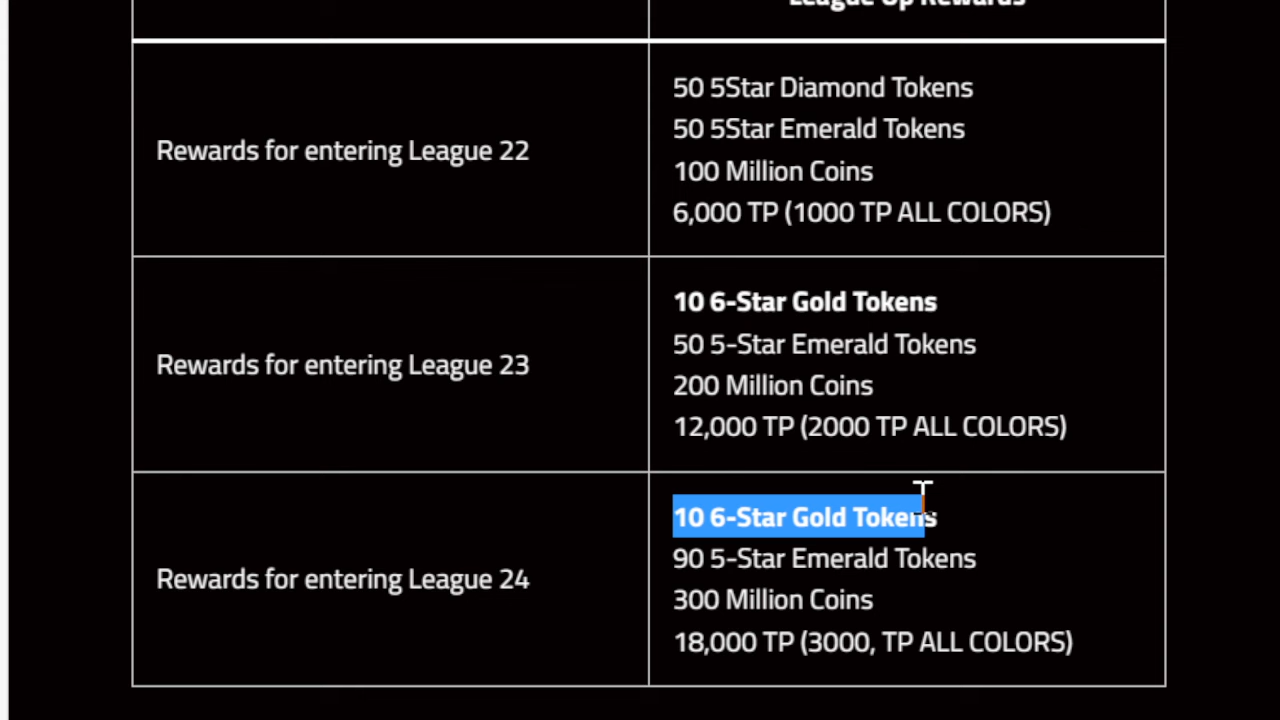 League Up Rewards
50 5Star Diamond Tokens
50 5Star Emerald Tokens
Rewards for entering League 22
100 Million Coins
6,000 TP (1000 TP ALL COLORS)
10 6-Star Gold Tokens
50 5-Star Emerald Tokens
Rewards for entering League 23
200 Million Coins
12,000 TP (2000 TP ALL COLORS)
10 6-Star Gold Tokens
90 5-Star Emerald Tokens
Rewards for entering League 24
300 Million Coins
18,000 TP (3000, TP ALL COLORS)